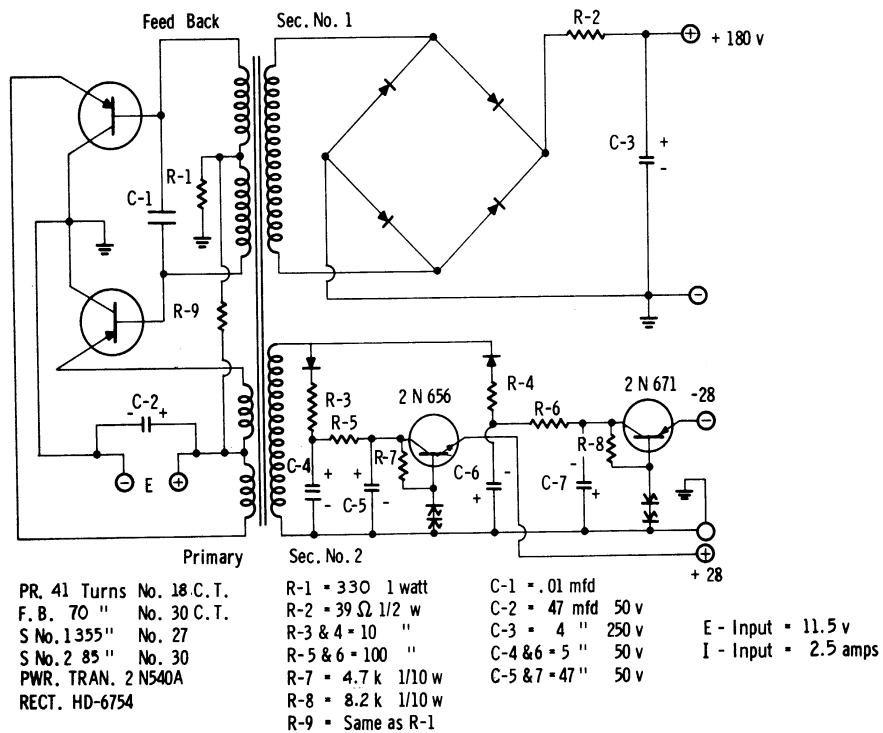 Feed Back
Sec. No. 1
R-2
+ 180 v
R-1
C-1
C-3
+
-
R-9
R-3
2 N 656
R-4
2 N 671
-28
R-5
R-6
C-2
-
+
R-7
R-8
C-4
+
-
+
C-5
-
C-6
-
+
-
C-7
+
E
+ 28
Primary
Sec. No. 2
PR. 41 Turns No. 18 C.T.
F.B. 70 " No. 30 C.T.
S No. 1 355 " No. 27
S No. 2 85 " No. 30
PWR. TRAN. 2 N540A
RECT. HD-6754
R-1 = 330 1 watt
R-2 = 39 Ω 1/2 w
R-3 & 4 = 10 "
R-5 & 6 = 100 "
R-7 = 4.7 k 1/10 w
R-8 = 8.2 k 1/10 w
R-9 = Same as R-1
C-1 = .01 mfd
C-2 = 47 mfd 50 v
C-3 = 4 " 250 v
C-4 &6 = 5 " 50 v
C-5 &7 = 47 " 50 v
E - Input = 11.5 v
I - Input = 2.5 amps